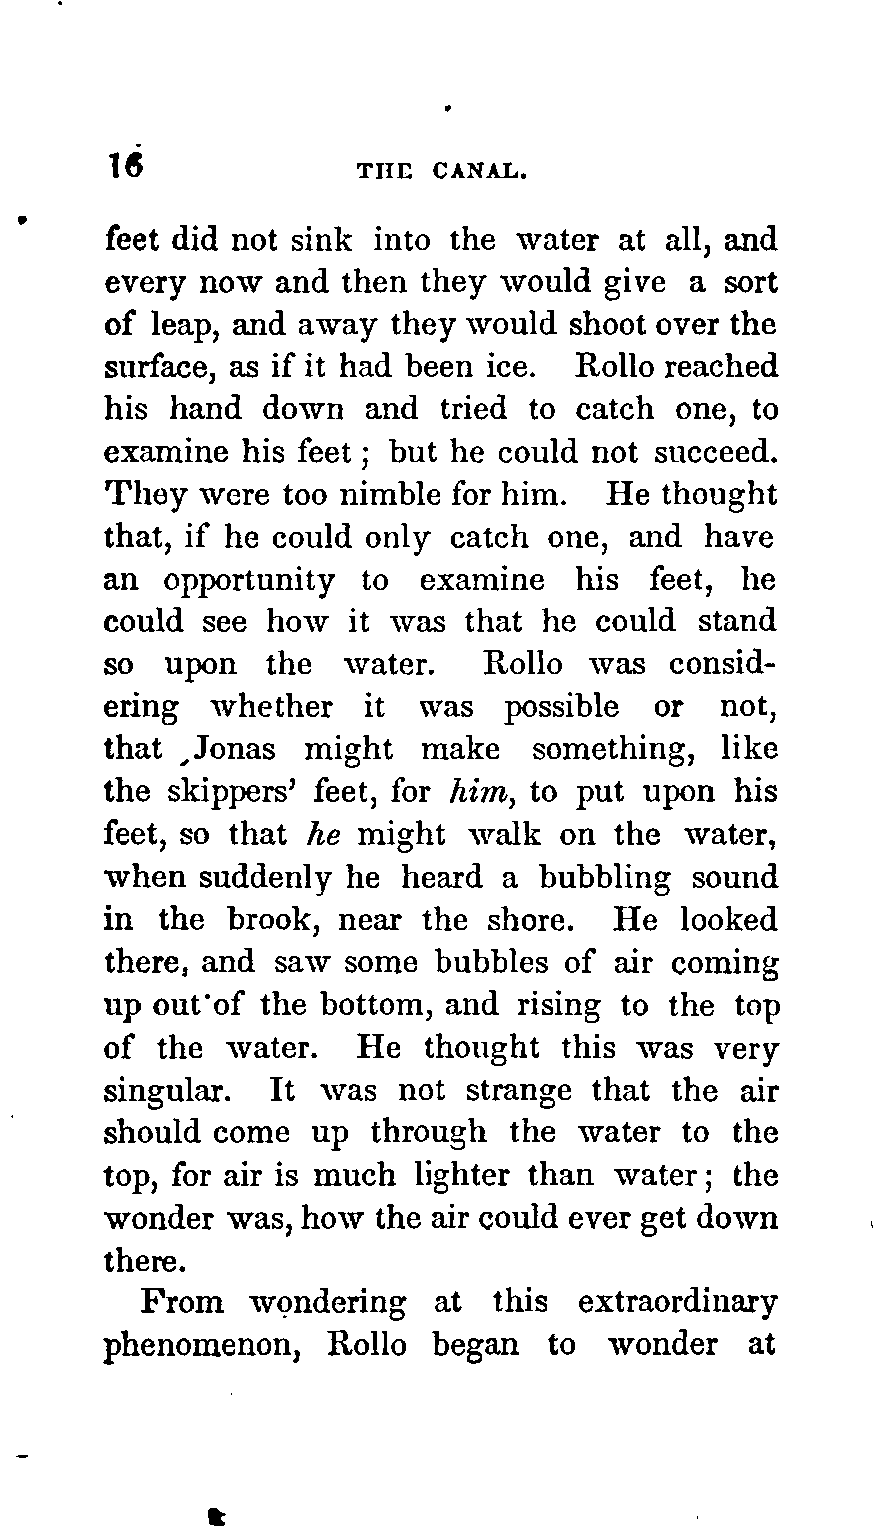 16 THE CANAL.
feet did not sink into the water at all, and
every now and then they would give a sort
of leap, and away they would shoot over the
surface, as if it had been ice. Rollo reached
his hand down and tried to catch one, to
examine his feet ; but he could not succeed.
They were too nimble for him. He thought
that, if he could only catch one, and have
an opportunity to examine his feet, he
could see how it was that he could stand
so upon the water. Rollo was consid-
ering whether it was possible or not,
that Jonas might make something, like
the skippers' feet, for him, to put upon his
feet, so that he might walk on the water,
when suddenly he heard a bubbling sound
in the brook, near the shore. He looked
there, and saw some bubbles of air coming
up out of the bottom, and rising to the top
of the water. He thought this was very
singular. It was not strange that the air
should come up through the water to the
top, for air is much lighter than water ; the
wonder was, how the air could ever get down
there.
From wondering at this extraordinary
phenomenon, Rollo began to wonder at